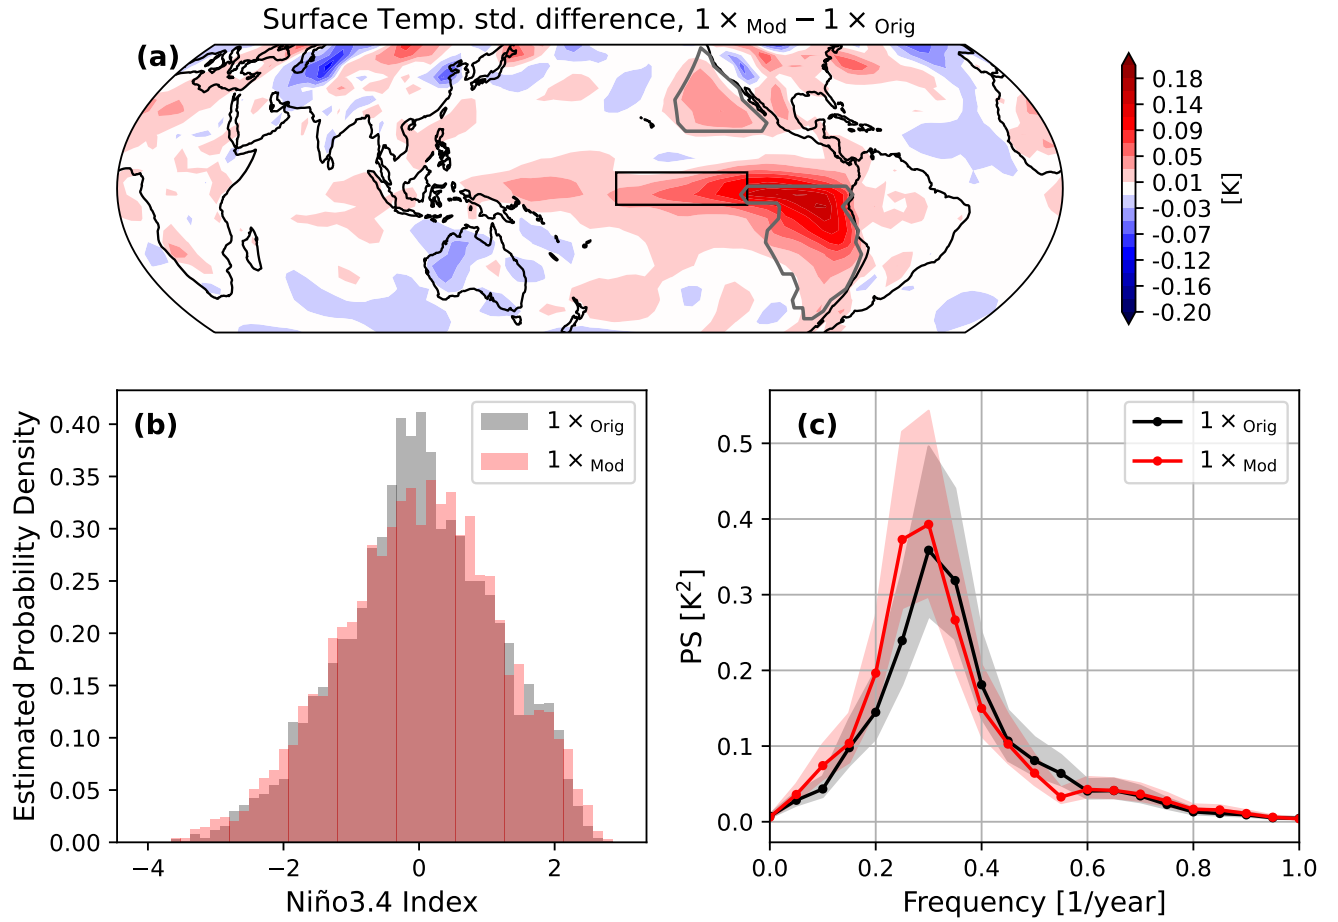 Surface Temp. std. difference, 1 × Mod − 1 × Orig
(a)
0.18
0.14
0.09
0.05
0.01
-0.03
-0.07
-0.12
-0.16
-0.20
[K]
(b)
1 × Orig
1 × Mod
0.40
0.35
0.30
0.25
0.20
0.15
0.10
0.05
0.00
Estimated Probability Density
−4
−2
0
2
Niño3.4 Index
(c)
1 × Orig
1 × Mod
0.5
0.4
0.3
0.2
0.1
0.0
PS [K²]
0.0
0.2
0.4
0.6
0.8
1.0
Frequency [1/year]